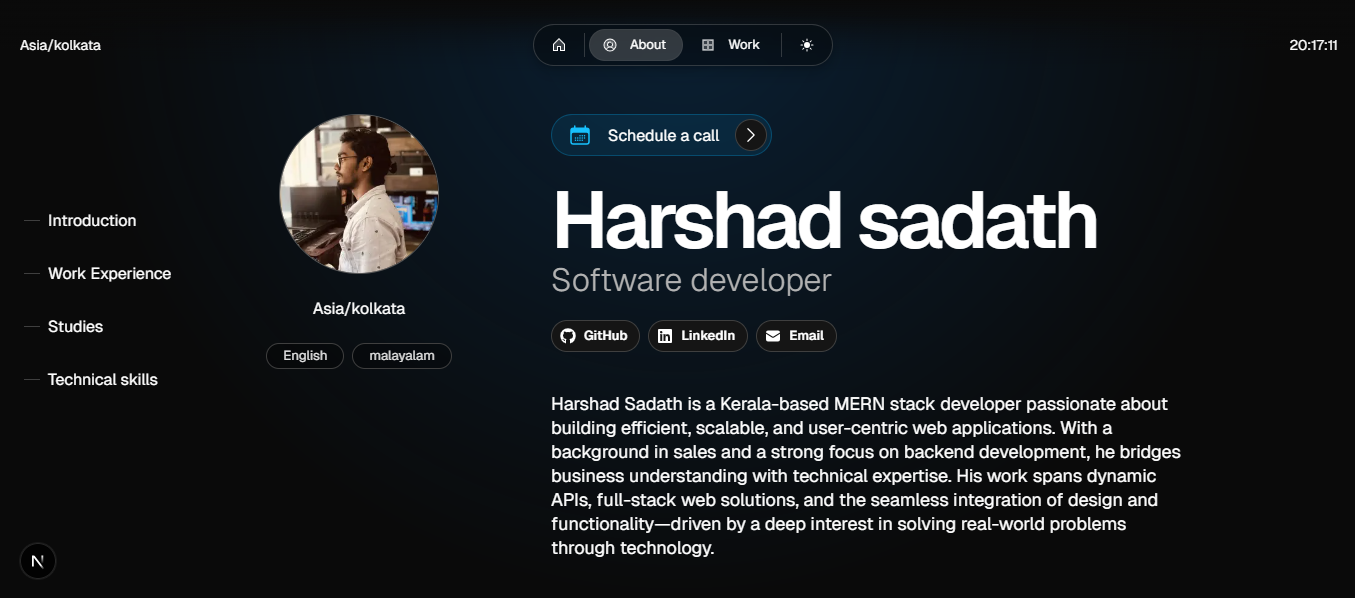 Asia/kolkata
About
Work
20:17:11
Schedule a call
Harshad sadath
Software developer
Introduction
Work Experience
Studies
Technical skills
Asia/kolkata
English
malayalam
GitHub
LinkedIn
Email
Harshad Sadath is a Kerala-based MERN stack developer passionate about
building efficient, scalable, and user-centric web applications. With a
background in sales and a strong focus on backend development, he bridges
business understanding with technical expertise. His work spans dynamic
APIs, full-stack web solutions, and the seamless integration of design and
functionality—driven by a deep interest in solving real-world problems
through technology.
N